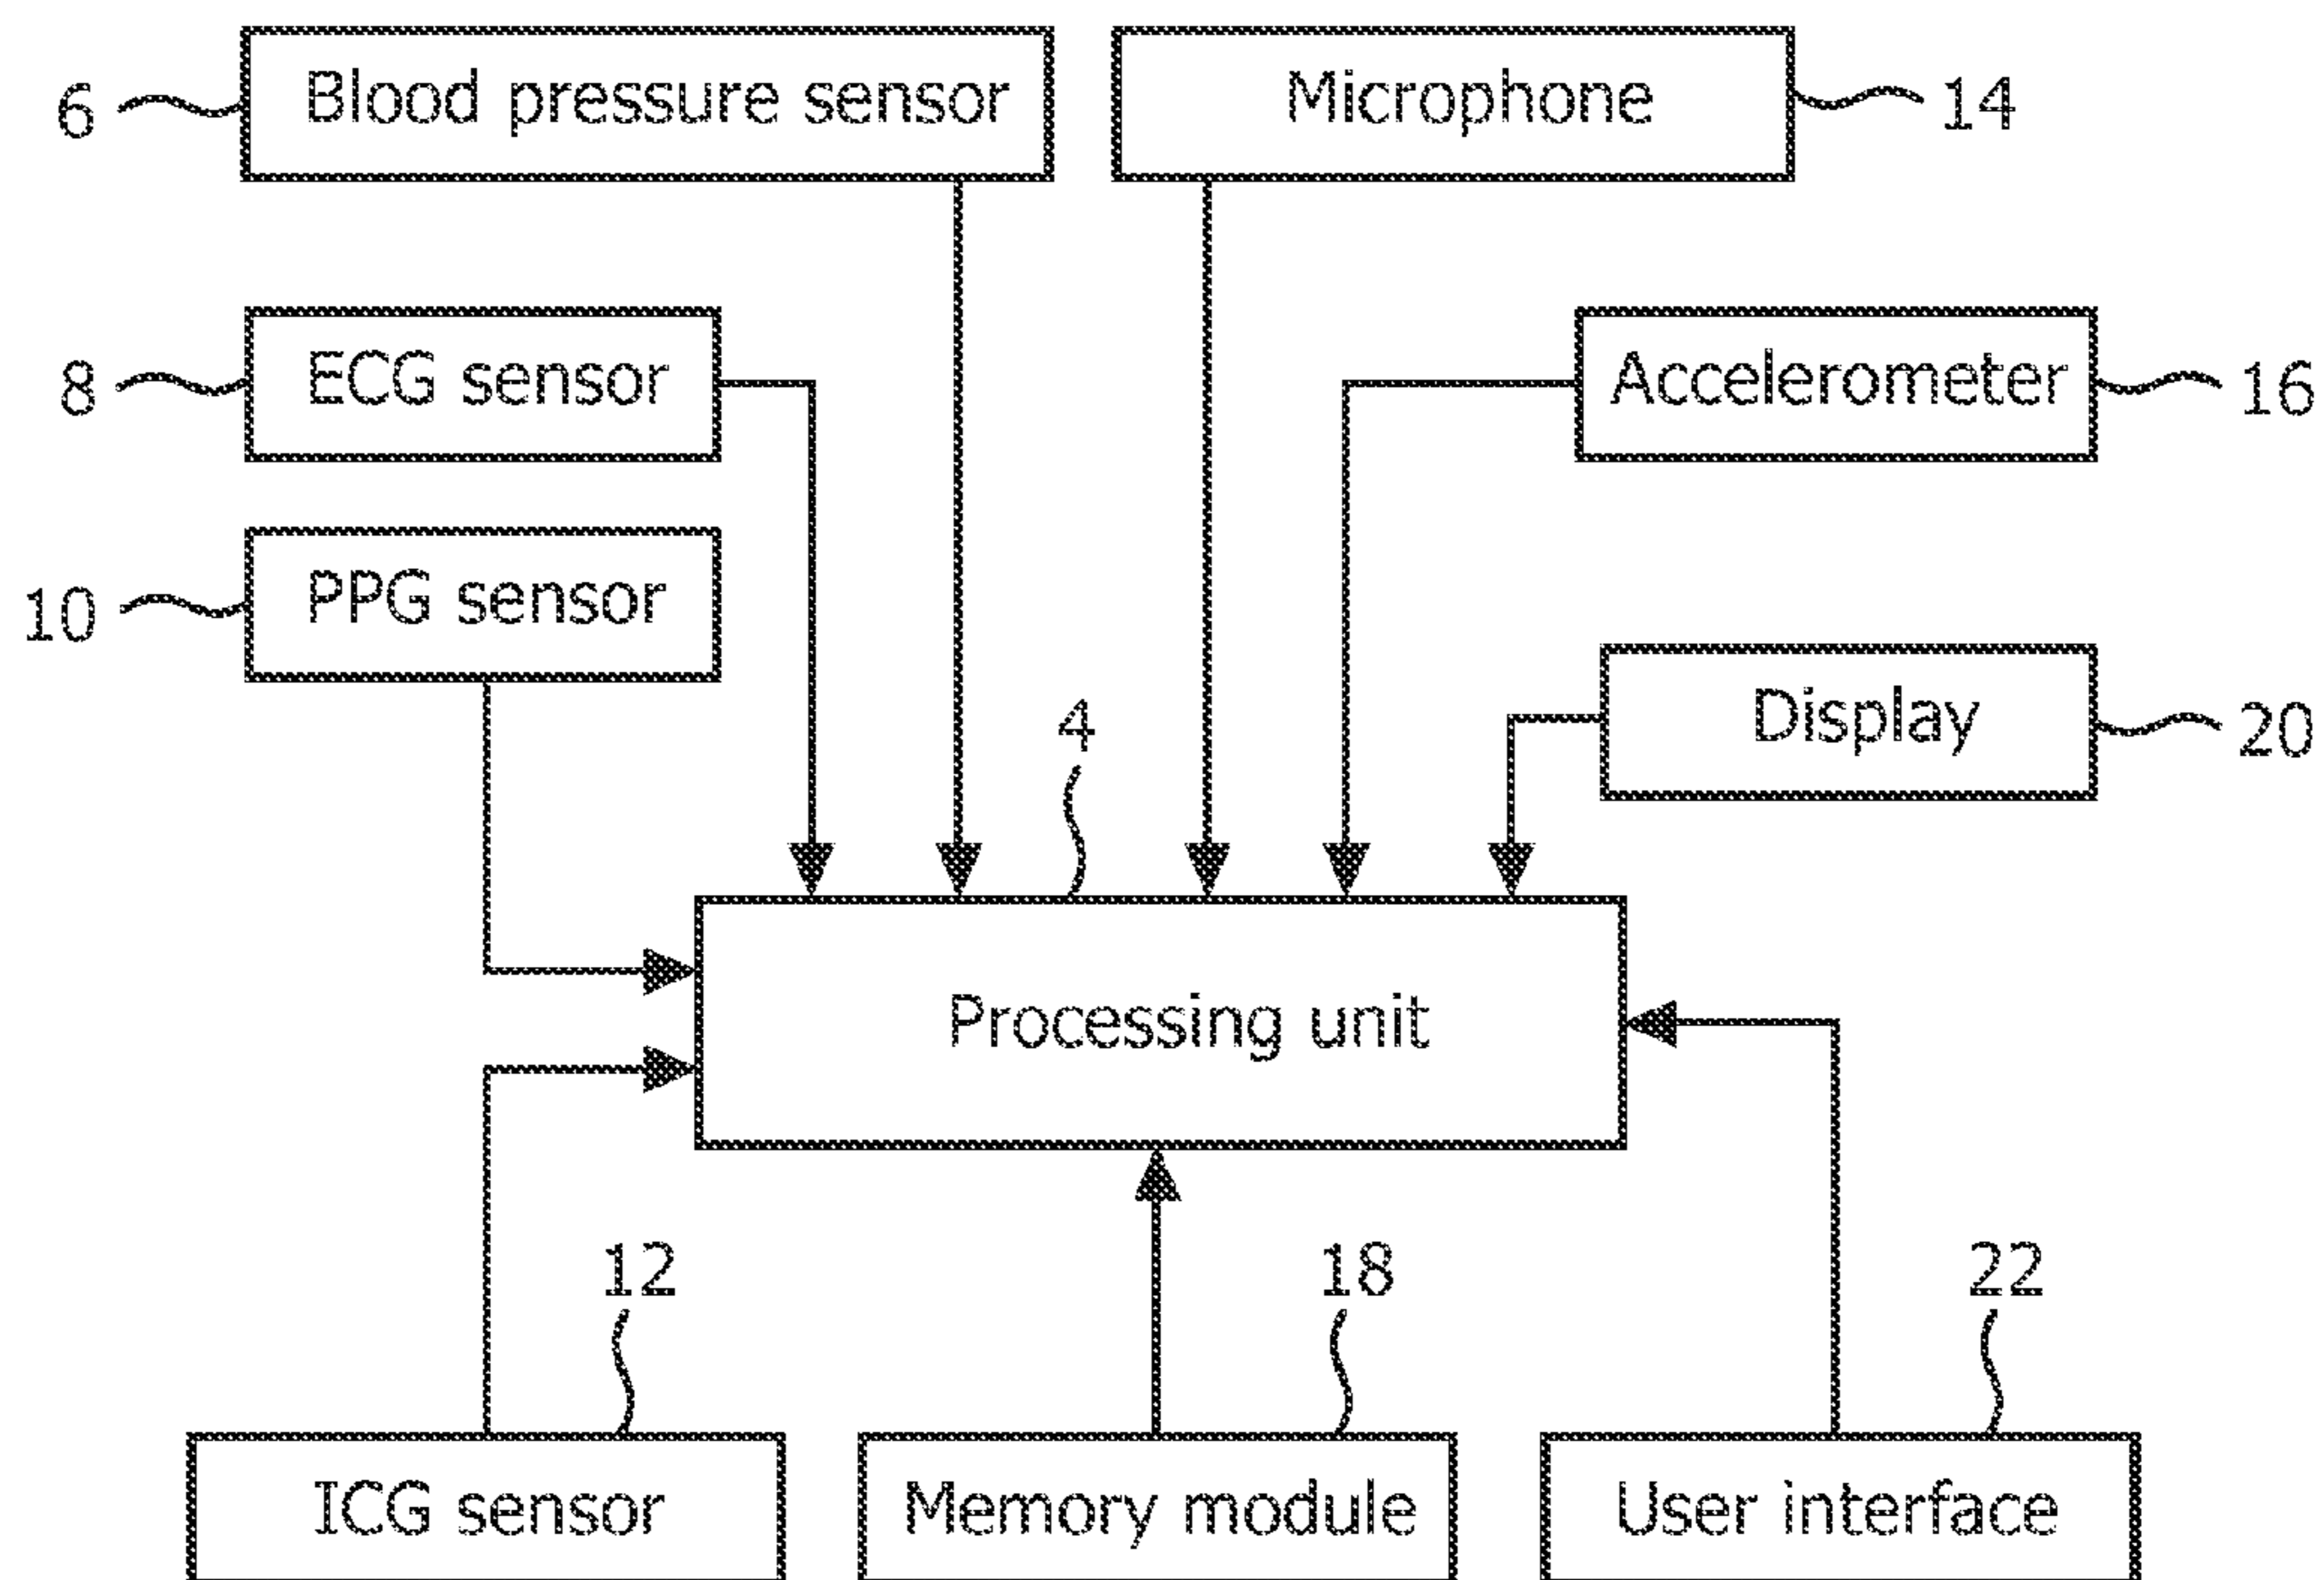 6
Blood pressure sensor
Microphone
14
8
ECG sensor
Accelerometer
16
10
PPG sensor
4
Display
20
Processing unit
12
18
22
ICG sensor
Memory module
User interface